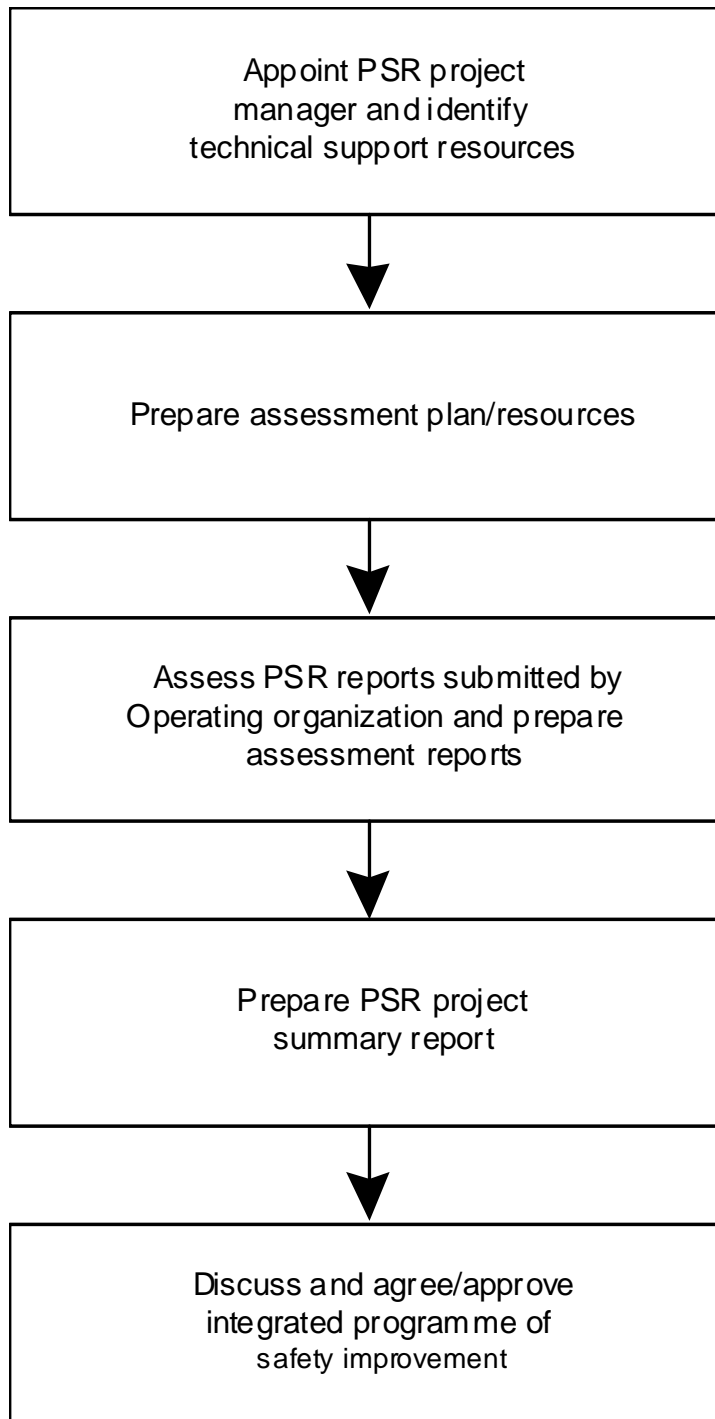 Appoint PSR project
manager and identify
technical support resources
Prepare assessment plan/resources
Assess PSR reports submitted by
Operating organization and prepare
assessment reports
Prepare PSR project
summary report
Discuss and agree/approve
integrated programme of
safety improvement